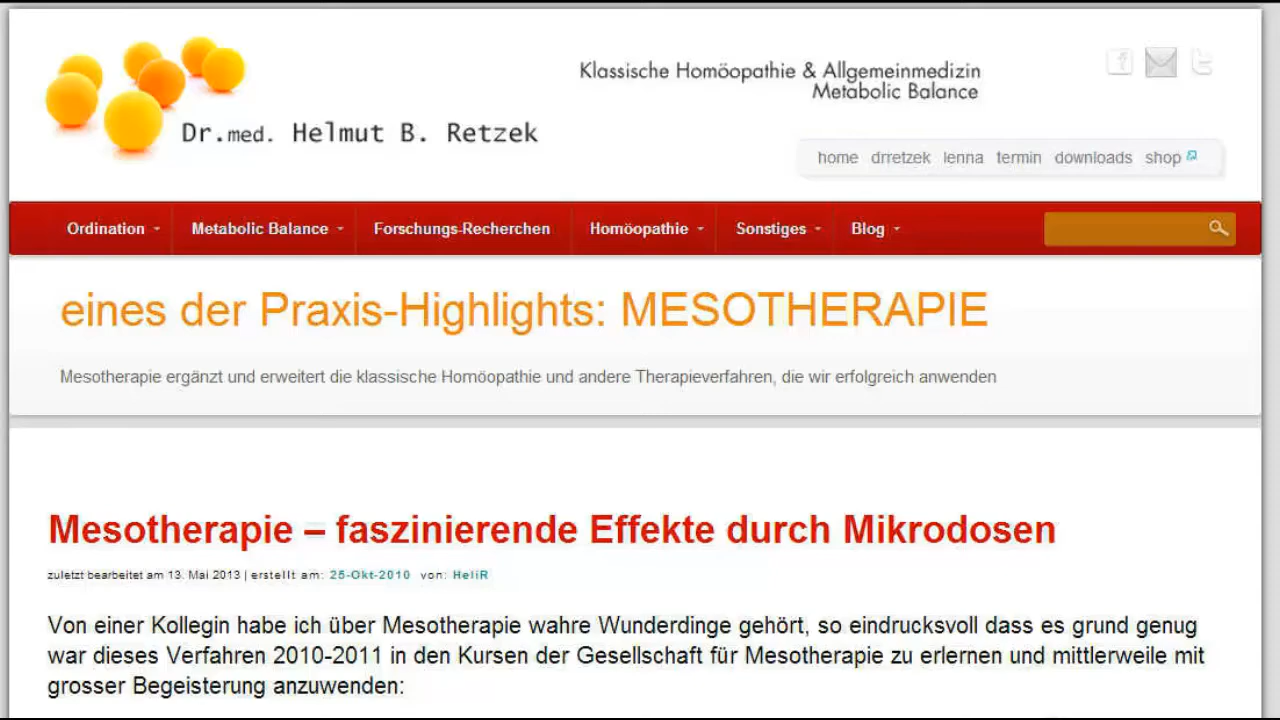 Klassische Homöopathie & Allgemeinmedizin
Metabolic Balance
Dr.med. Helmut B. Retzek
home drretzek lenna termin downloads shop
Ordination Metabolic Balance Forschungs-Recherchen Homöopathie Sonstiges Blog
eines der Praxis-Highlights: MESOTHERAPIE
Mesotherapie ergänzt und erweitert die klassische Homöopathie und andere Therapieverfahren, die wir erfolgreich anwenden
Mesotherapie – faszinierende Effekte durch Mikrodosen
zuletzt bearbeitet am 13. Mai 2013 | erstellt am: 25-Okt-2010 von: HeliR
Von einer Kollegin habe ich über Mesotherapie wahre Wunderdinge gehört, so eindrucksvoll dass es grund genug
war dieses Verfahren 2010-2011 in den Kursen der Gesellschaft für Mesotherapie zu erlernen und mittlerweile mit
grosser Begeisterung anzuwenden: